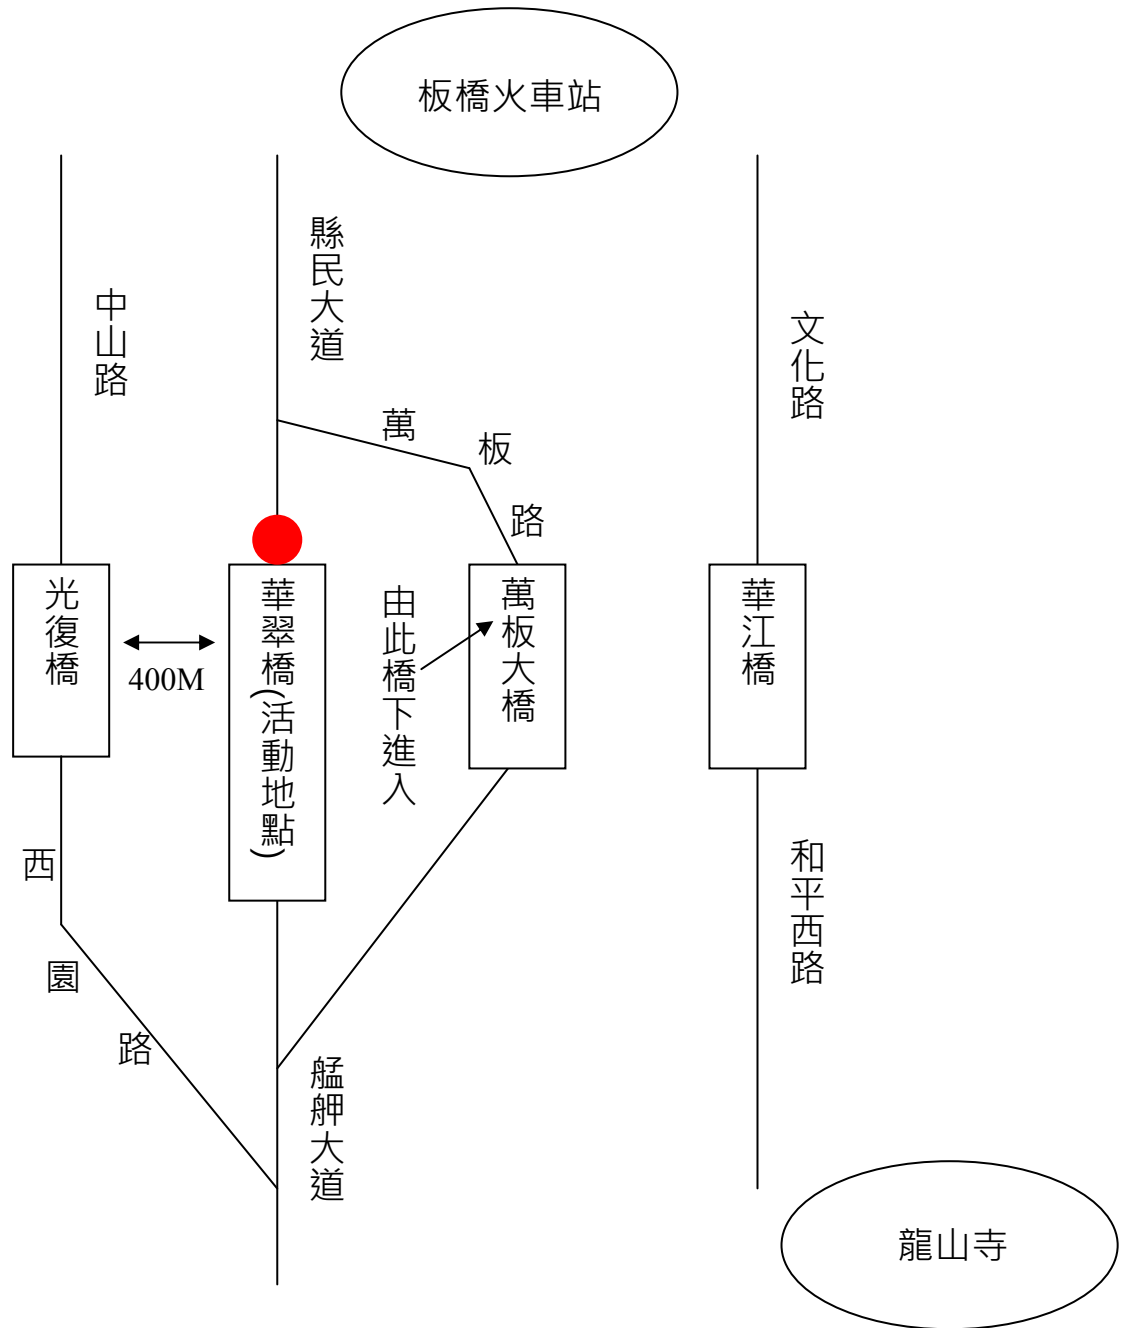 板橋火車站
縣民大道
中山路
文化路
萬板路
光復橋
400M
華翠橋(活動地點)
由此橋下進入
萬板大橋
華江橋
西園路
和平西路
艋舺大道
龍山寺